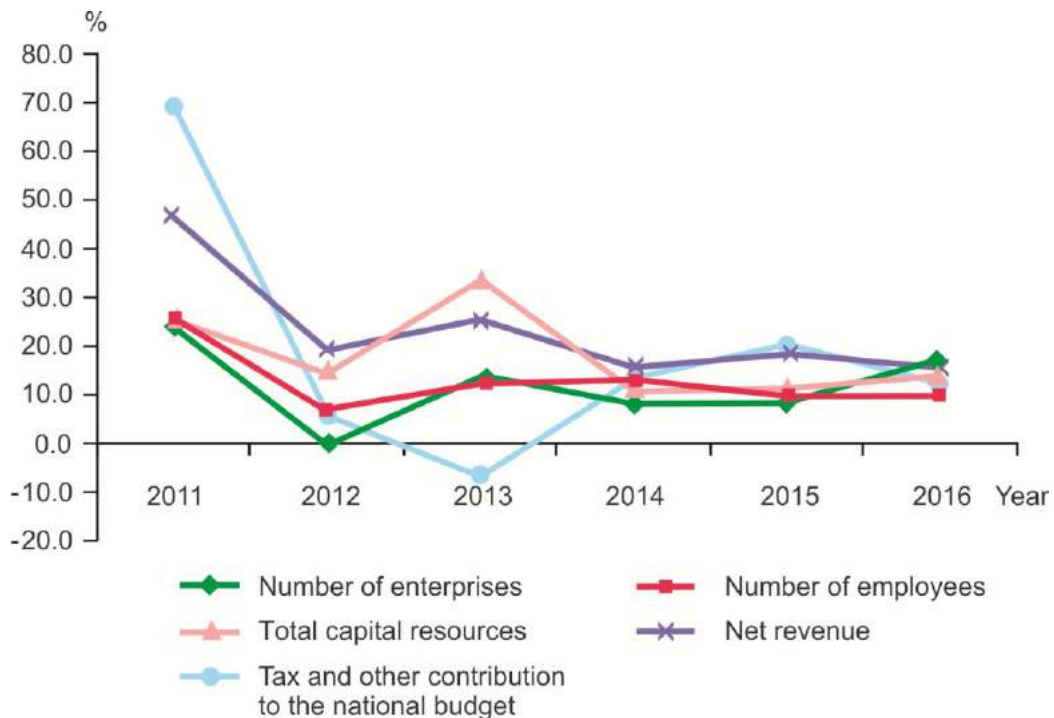 %
80.0
70.0
60.0
50.0
40.0
30.0
20.0
10.0
0.0
-10.0
-20.0
2011 2012 2013 2014 2015 2016 Year
Number of enterprises
Number of employees
Total capital resources
Net revenue
Tax and other contribution
to the national budget